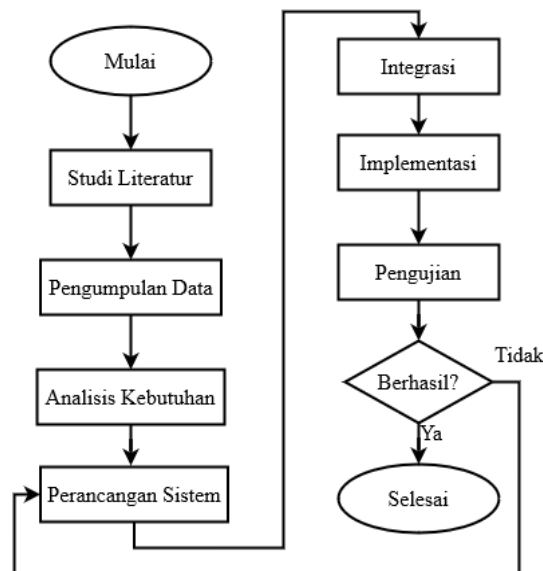 Mulai
Studi Literatur
Pengumpulan Data
Analisis Kebutuhan
Perancangan Sistem
Integrasi
Implementasi
Pengujian
Berhasil?
Tidak
Ya
Selesai